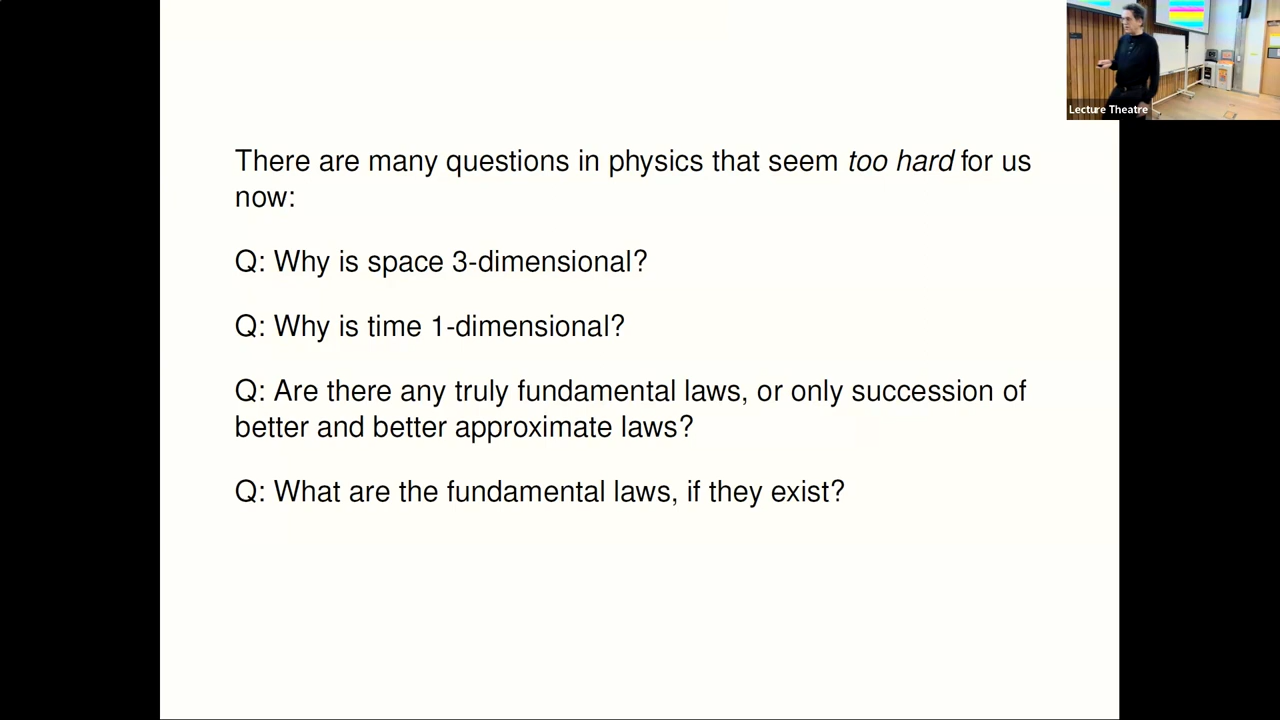 Lecture Theatre
There are many questions in physics that seem too hard for us
now:
Q: Why is space 3-dimensional?
Q: Why is time 1-dimensional?
Q: Are there any truly fundamental laws, or only succession of
better and better approximate laws?
Q: What are the fundamental laws, if they exist?